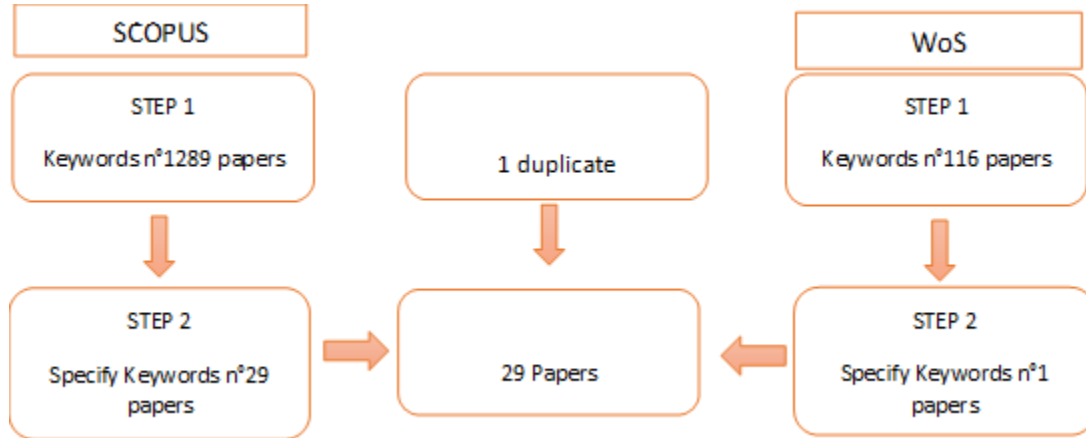 SCOPUS
STEP 1
Keywords n°1289 papers
STEP 2
Specify Keywords n°29
papers
1 duplicate
29 Papers
WoS
STEP 1
Keywords n°116 papers
STEP 2
Specify Keywords n°1
papers